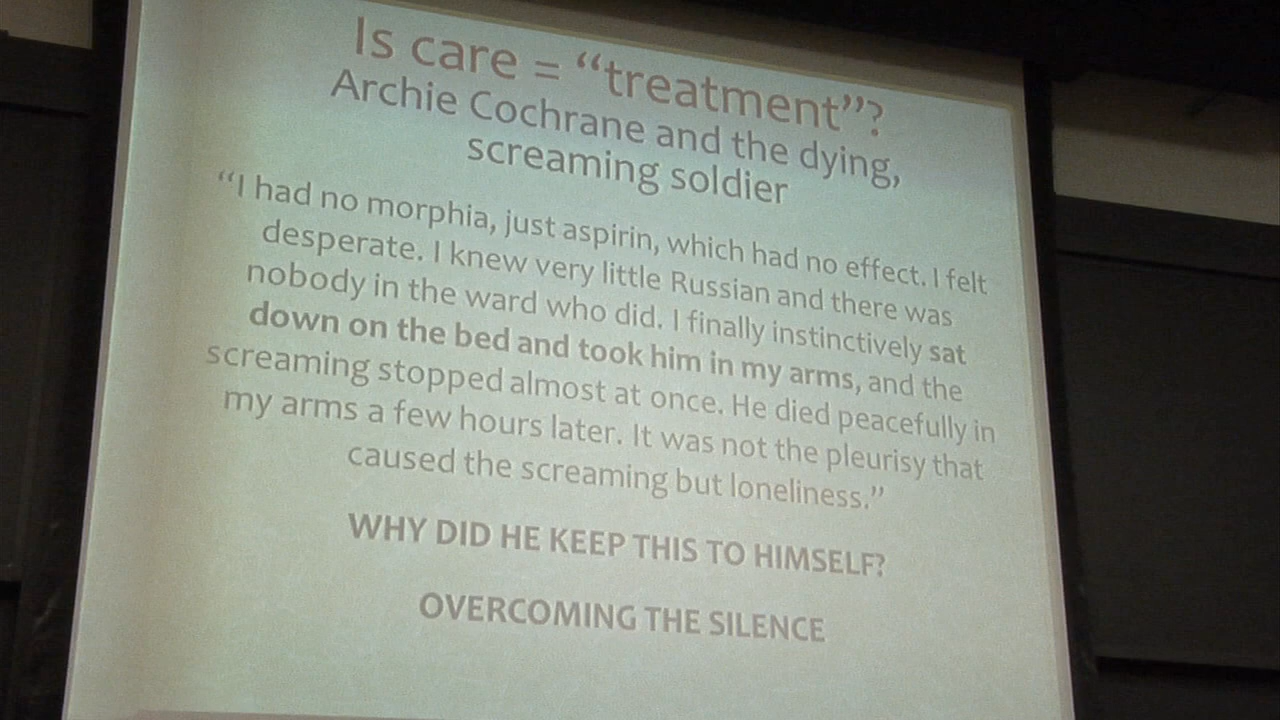 Is care = “treatment”?
Archie Cochrane and the dying,
screaming soldier
“I had no morphia, just aspirin, which had no effect. I felt
desperate. I knew very little Russian and there was
nobody in the ward who did. I finally instinctively sat
down on the bed and took him in my arms, and the
screaming stopped almost at once. He died peacefully in
my arms a few hours later. It was not the pleurisy that
caused the screaming but loneliness.”
WHY DID HE KEEP THIS TO HIMSELF?
OVERCOMING THE SILENCE